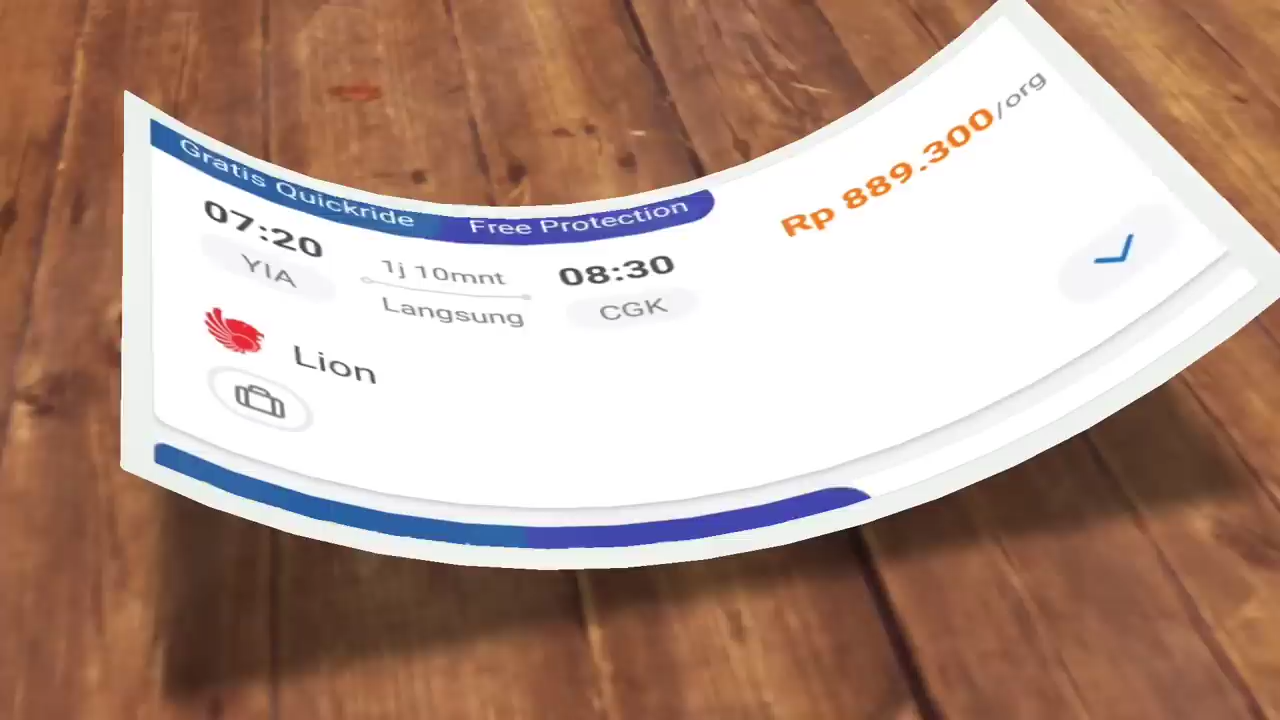 Gratis Quickride Free Protection
07:20 1j 10mnt 08:30 Rp 889.300/org
YIA Langsung CGK
Lion